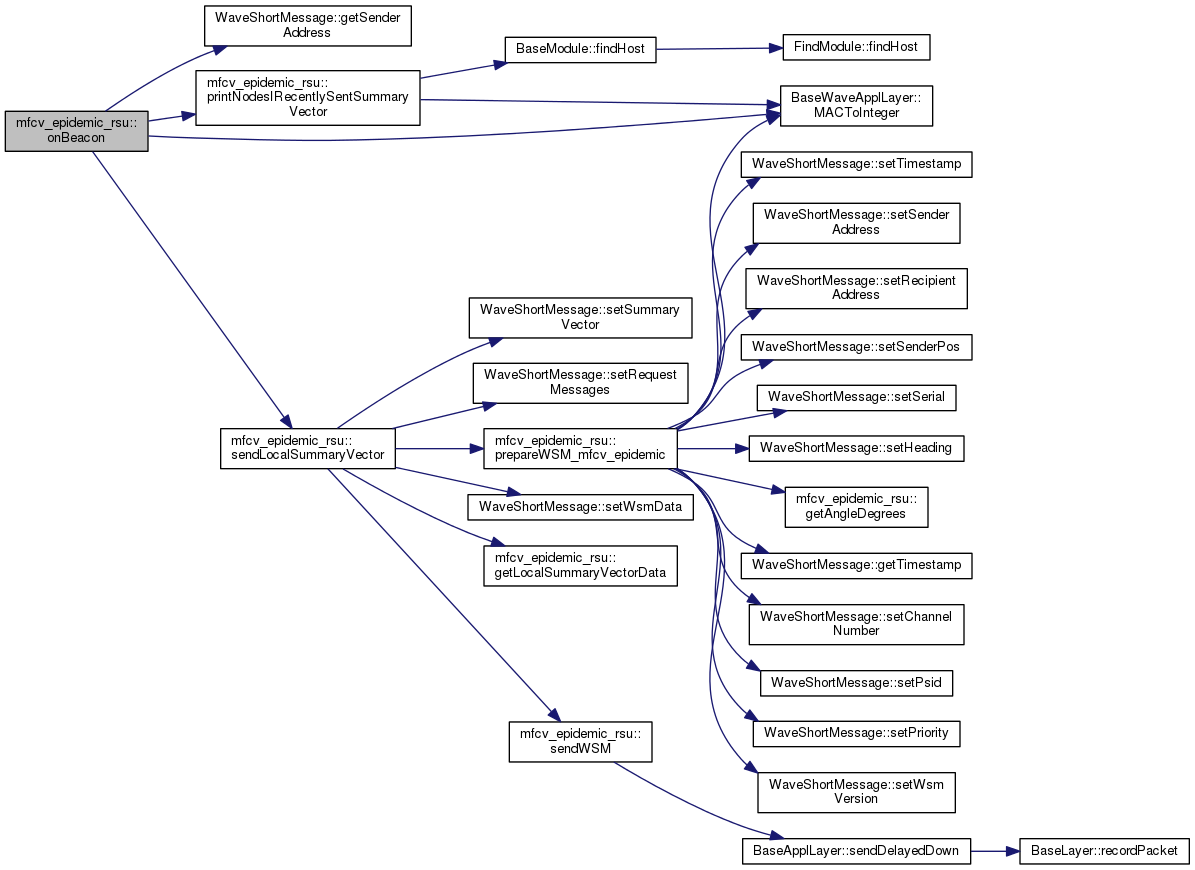 WaveShortMessage::getSender
Address
mfcv_epidemic_rsu::
onBeacon
mfcv_epidemic_rsu::
printNodesIRecentlySentSummary
Vector
BaseModule::findHost
FindModule::findHost
BaseWaveApplLayer::
MACToInteger
WaveShortMessage::setTimestamp
WaveShortMessage::setSender
Address
WaveShortMessage::setRecipient
Address
WaveShortMessage::setSummary
Vector
WaveShortMessage::setSenderPos
WaveShortMessage::setRequest
Messages
WaveShortMessage::setSerial
mfcv_epidemic_rsu::
sendLocalSummaryVector
mfcv_epidemic_rsu::
prepareWSM_mfcv_epidemic
WaveShortMessage::setHeading
WaveShortMessage::setWsmData
mfcv_epidemic_rsu::
getAngleDegrees
mfcv_epidemic_rsu::
getLocalSummaryVectorData
WaveShortMessage::getTimestamp
WaveShortMessage::setChannel
Number
WaveShortMessage::setPsid
mfcv_epidemic_rsu::
sendWSM
WaveShortMessage::setPriority
WaveShortMessage::setWsm
Version
BaseApplLayer::sendDelayedDown
BaseLayer::recordPacket